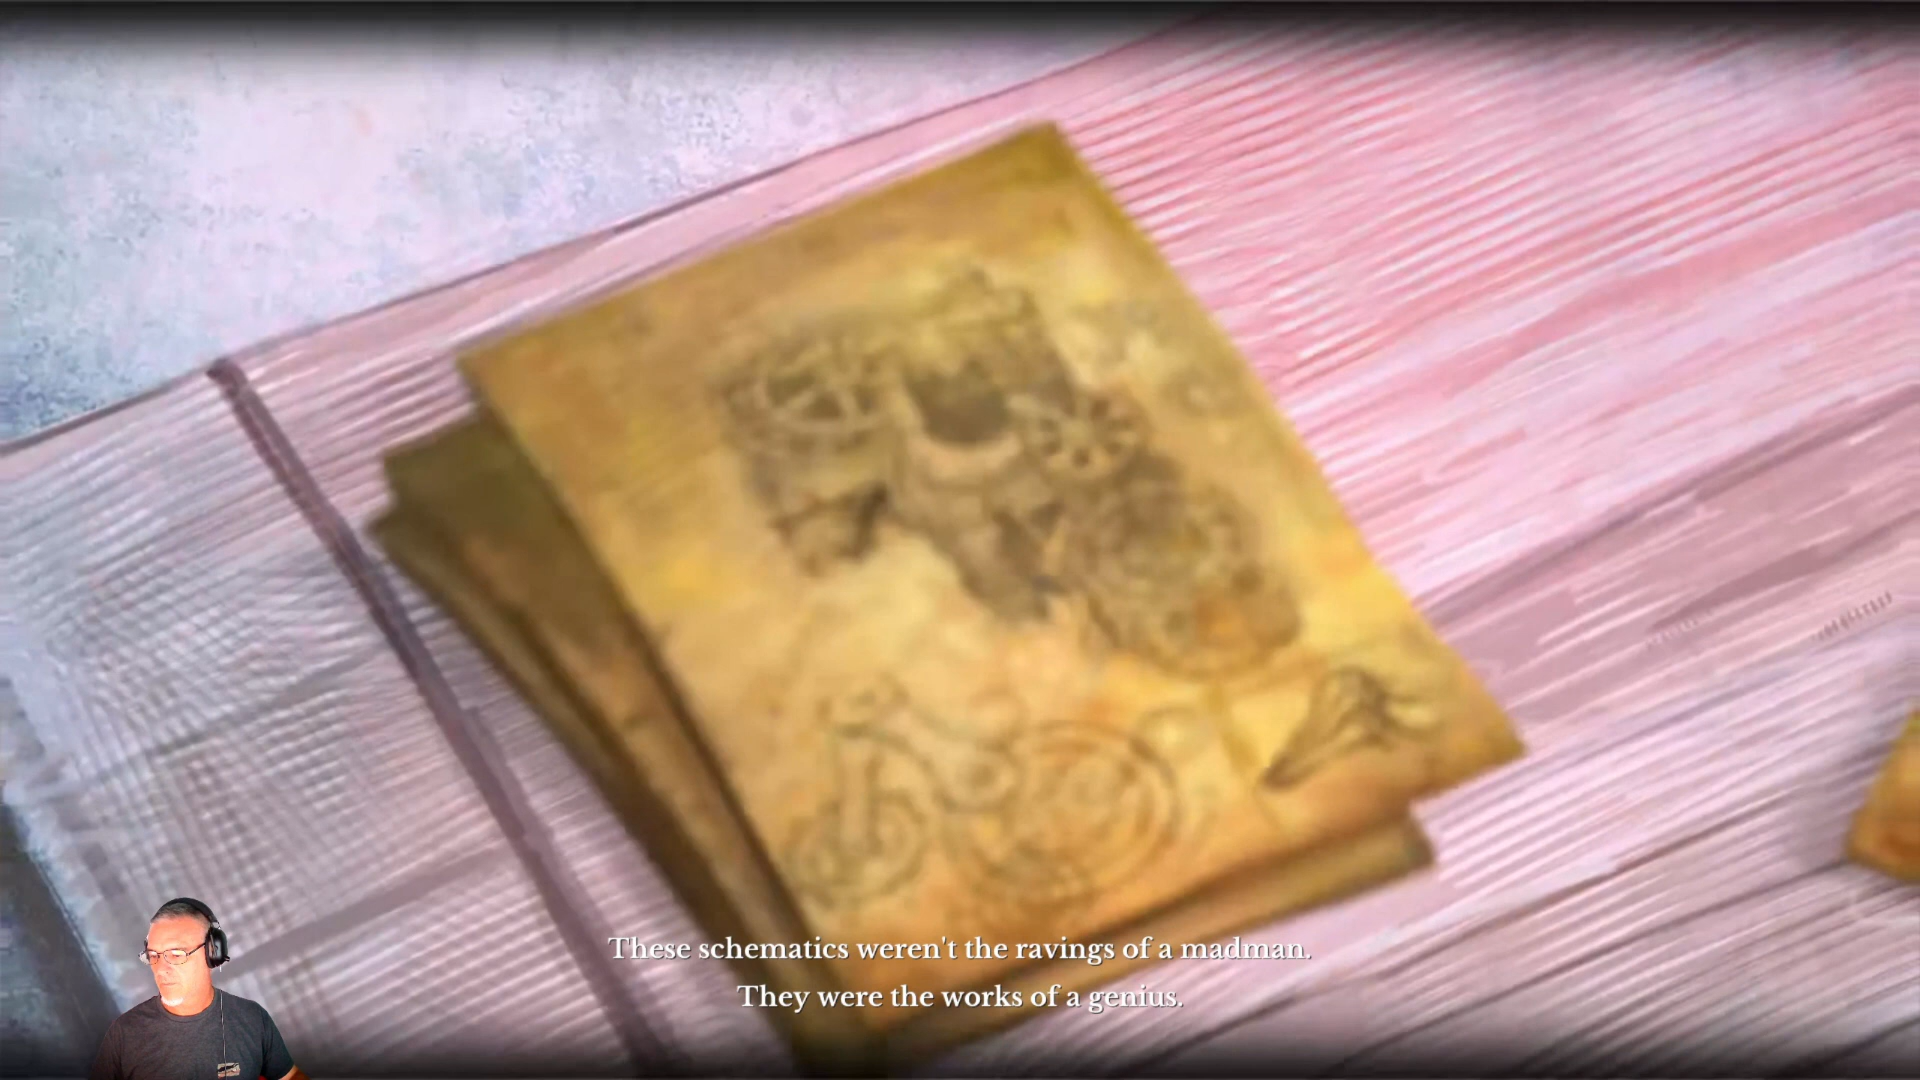 These schematics weren't the ravings of a madman.
They were the works of a genius.